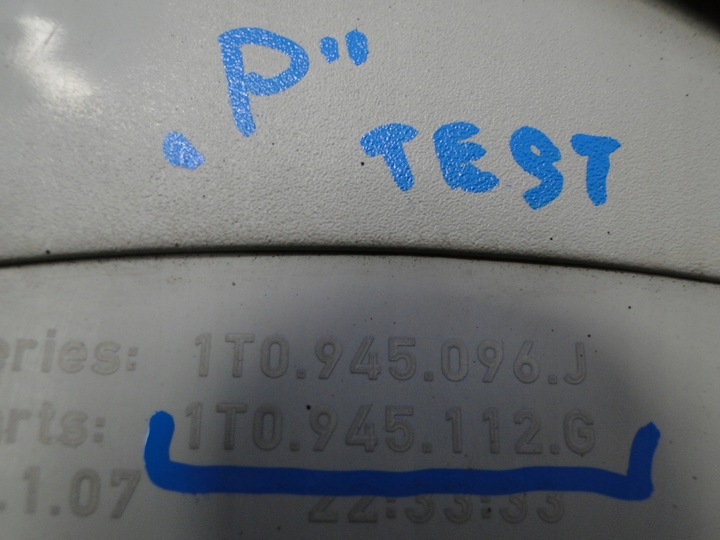 . P"
TEST
eries: 1T0.945.096.J
rts: 1T0.945.112.G
.1.07 22:33:33